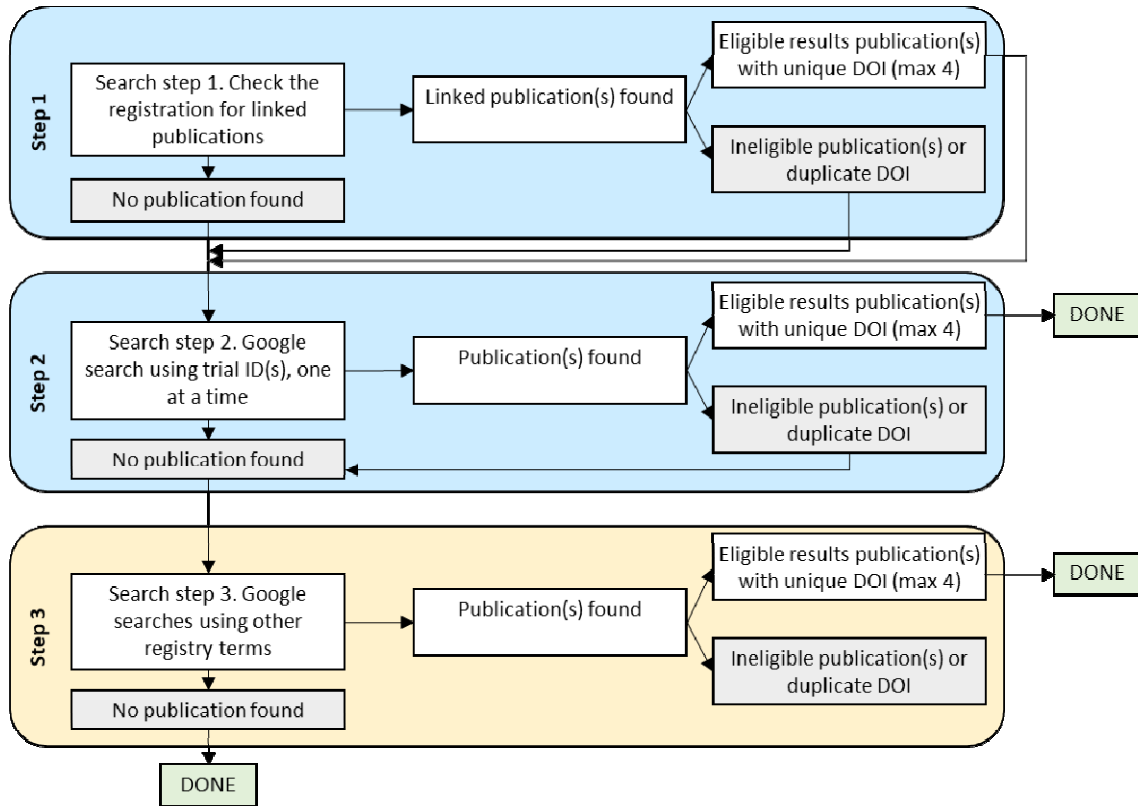 Step 1
Search step 1. Check the
registration for linked
publications
No publication found
Linked publication(s) found
Eligible results publication(s)
with unique DOI (max 4)
Ineligible publication(s) or
duplicate DOI
Step 2
Search step 2. Google
search using trial ID(s), one
at a time
No publication found
Publication(s) found
Eligible results publication(s)
with unique DOI (max 4)
DONE
Ineligible publication(s) or
duplicate DOI
Step 3
Search step 3. Google
searches using other
registry terms
No publication found
DONE
Publication(s) found
Eligible results publication(s)
with unique DOI (max 4)
DONE
Ineligible publication(s) or
duplicate DOI